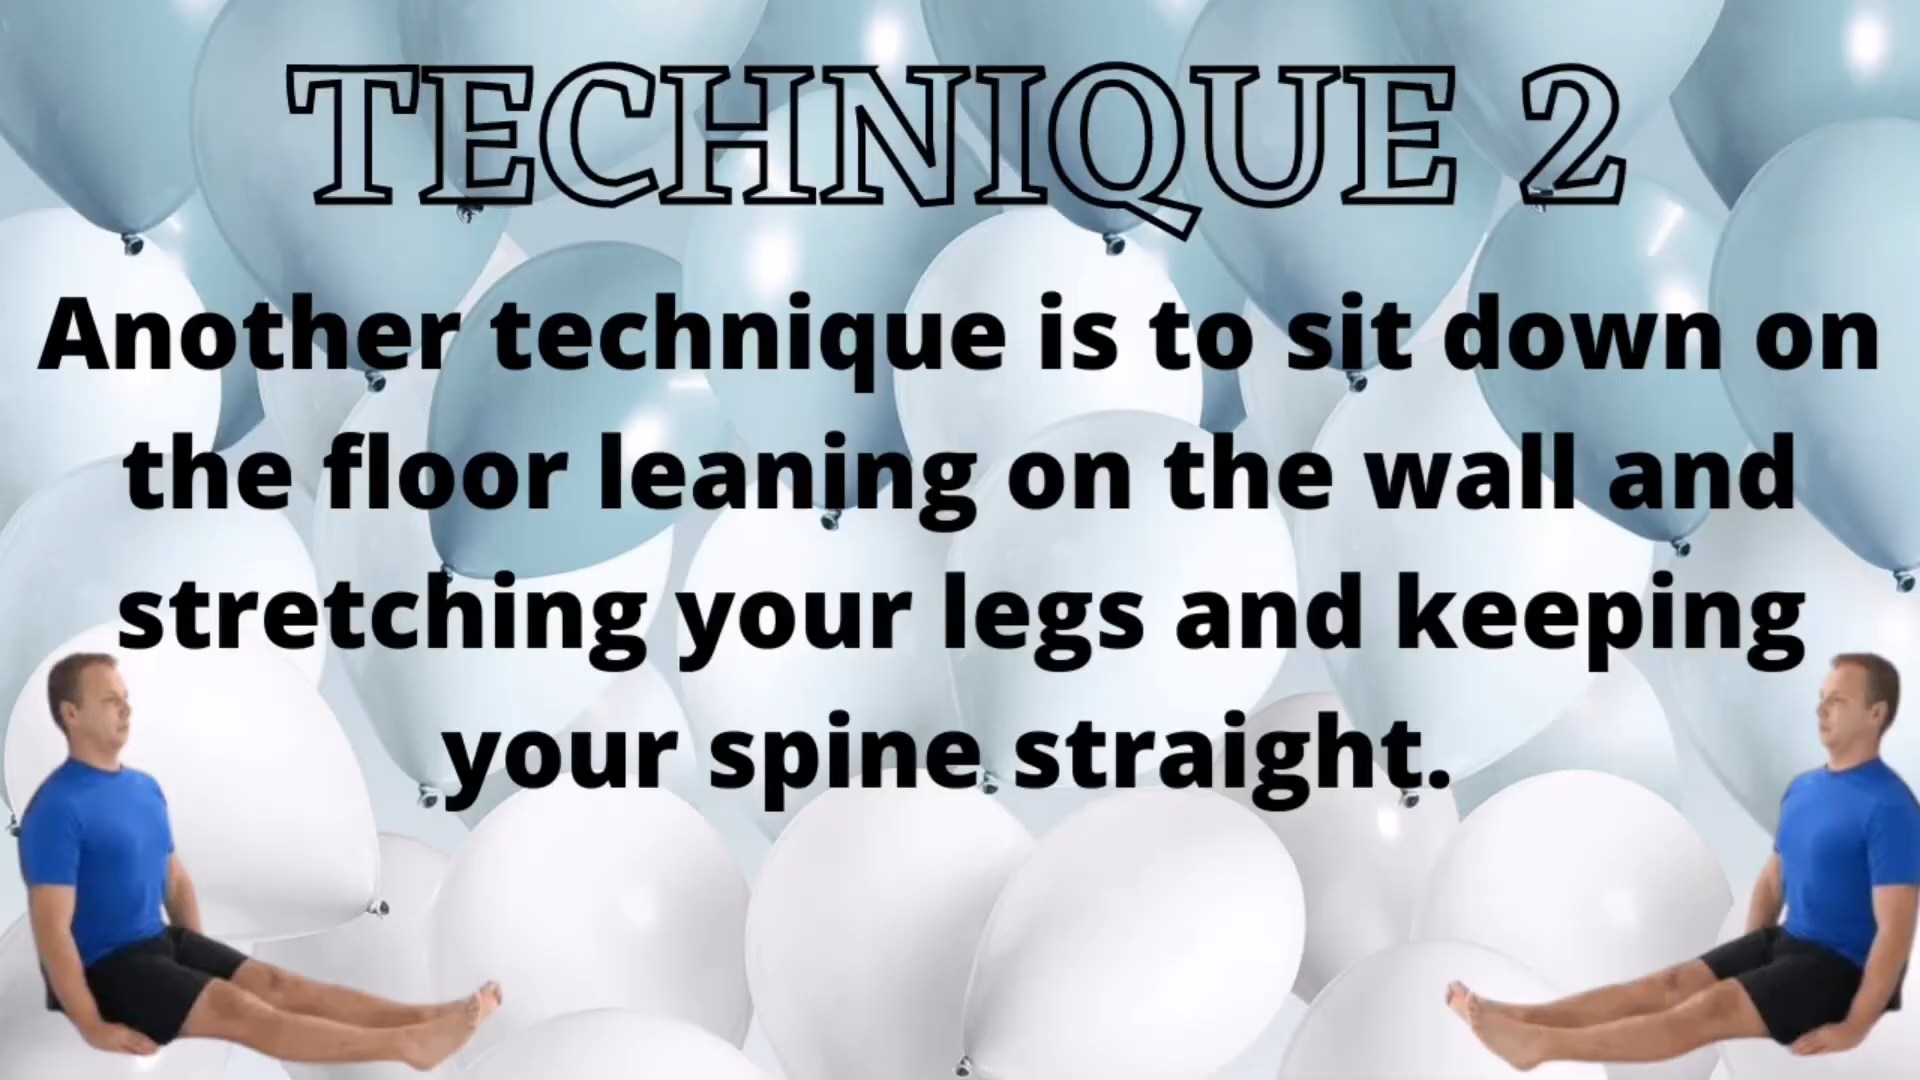 TECHNIQUE 2
Another technique is to sit down on
the floor leaning on the wall and
stretching your legs and keeping
your spine straight.